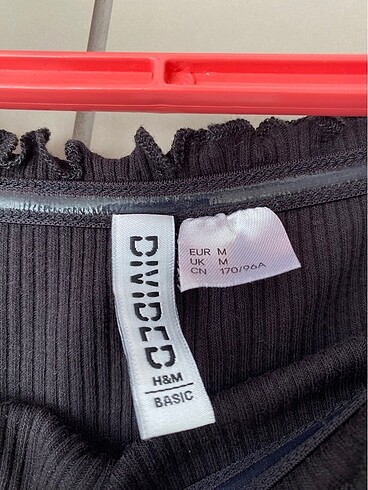 DIVIDED
H&M
BASIC
EUR M
UK M
CN 170/96A